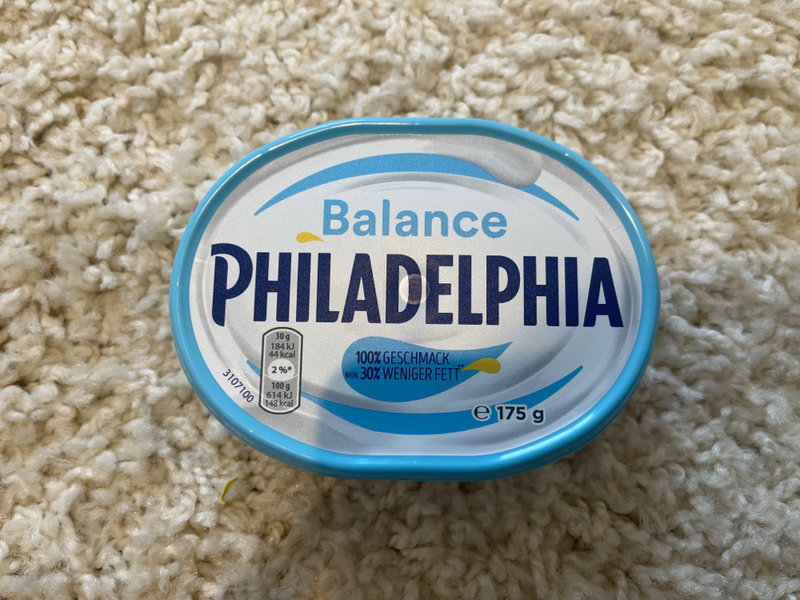 Balance
PHILADELPHIA
30 g
184 kJ
44 kcal
2 %*
100 g
614 kJ
148 kcal
3107100
100% GESCHMACK
MIN. 30% WENIGER FETT**
℮ 175 g